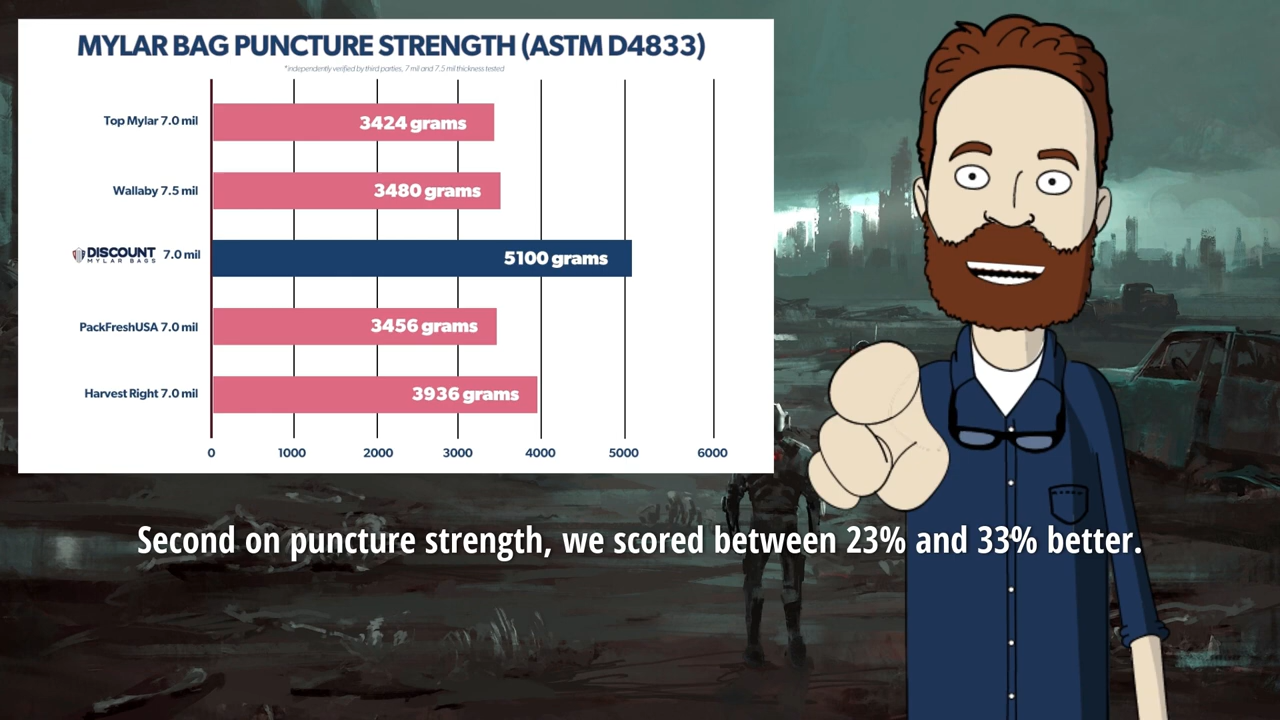 MYLAR BAG PUNCTURE STRENGTH (ASTM D4833)
*independently verified by third parties, 7 mil and 7.5 mil thickness tested
Top Mylar 7.0 mil 3424 grams
Wallaby 7.5 mil 3480 grams
DISCOUNT MYLAR BAGS 7.0 mil 5100 grams
PackFreshUSA 7.0 mil 3456 grams
Harvest Right 7.0 mil 3936 grams
0 1000 2000 3000 4000 5000 6000
Second on puncture strength, we scored between 23% and 33% better.